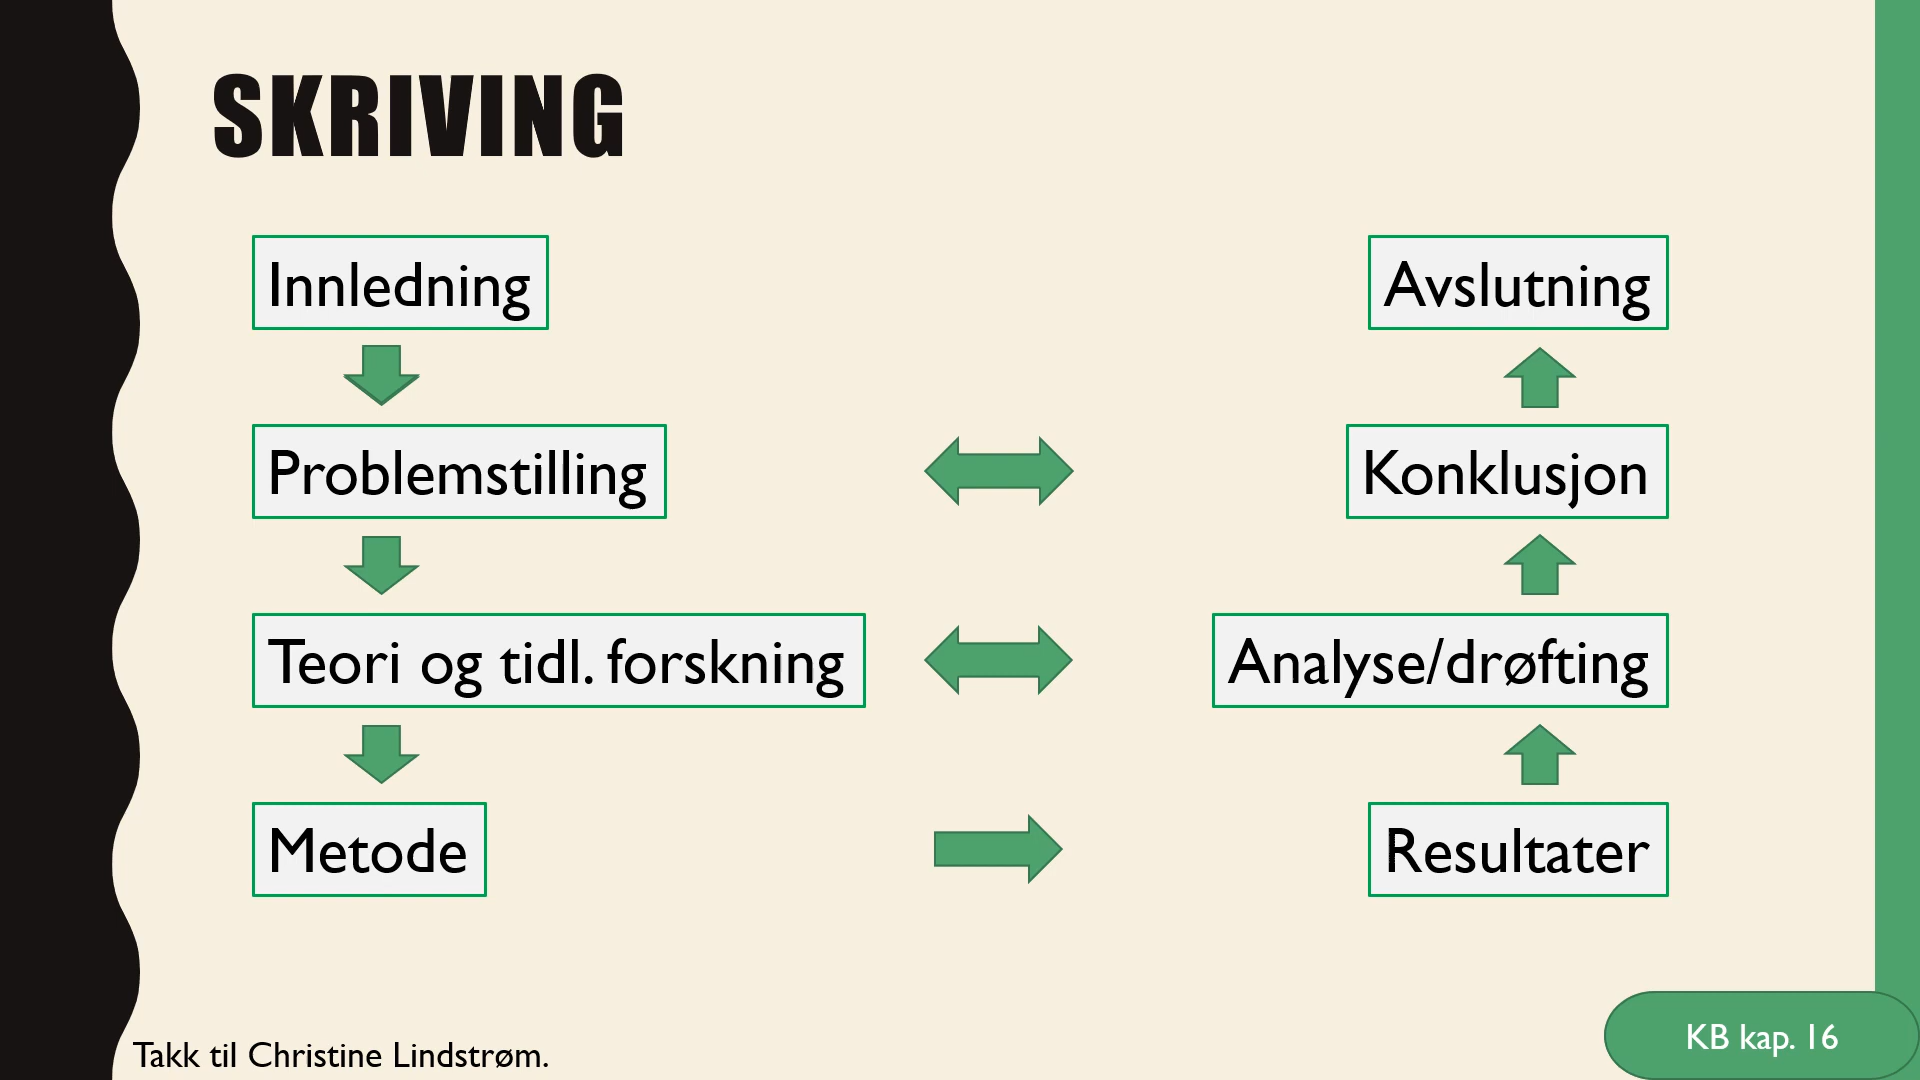 SKRIVING
Innledning
Problemstilling
Teori og tidl. forskning
Metode
Avslutning
Konklusjon
Analyse/drøfting
Resultater
Takk til Christine Lindstrøm.
KB kap. 16